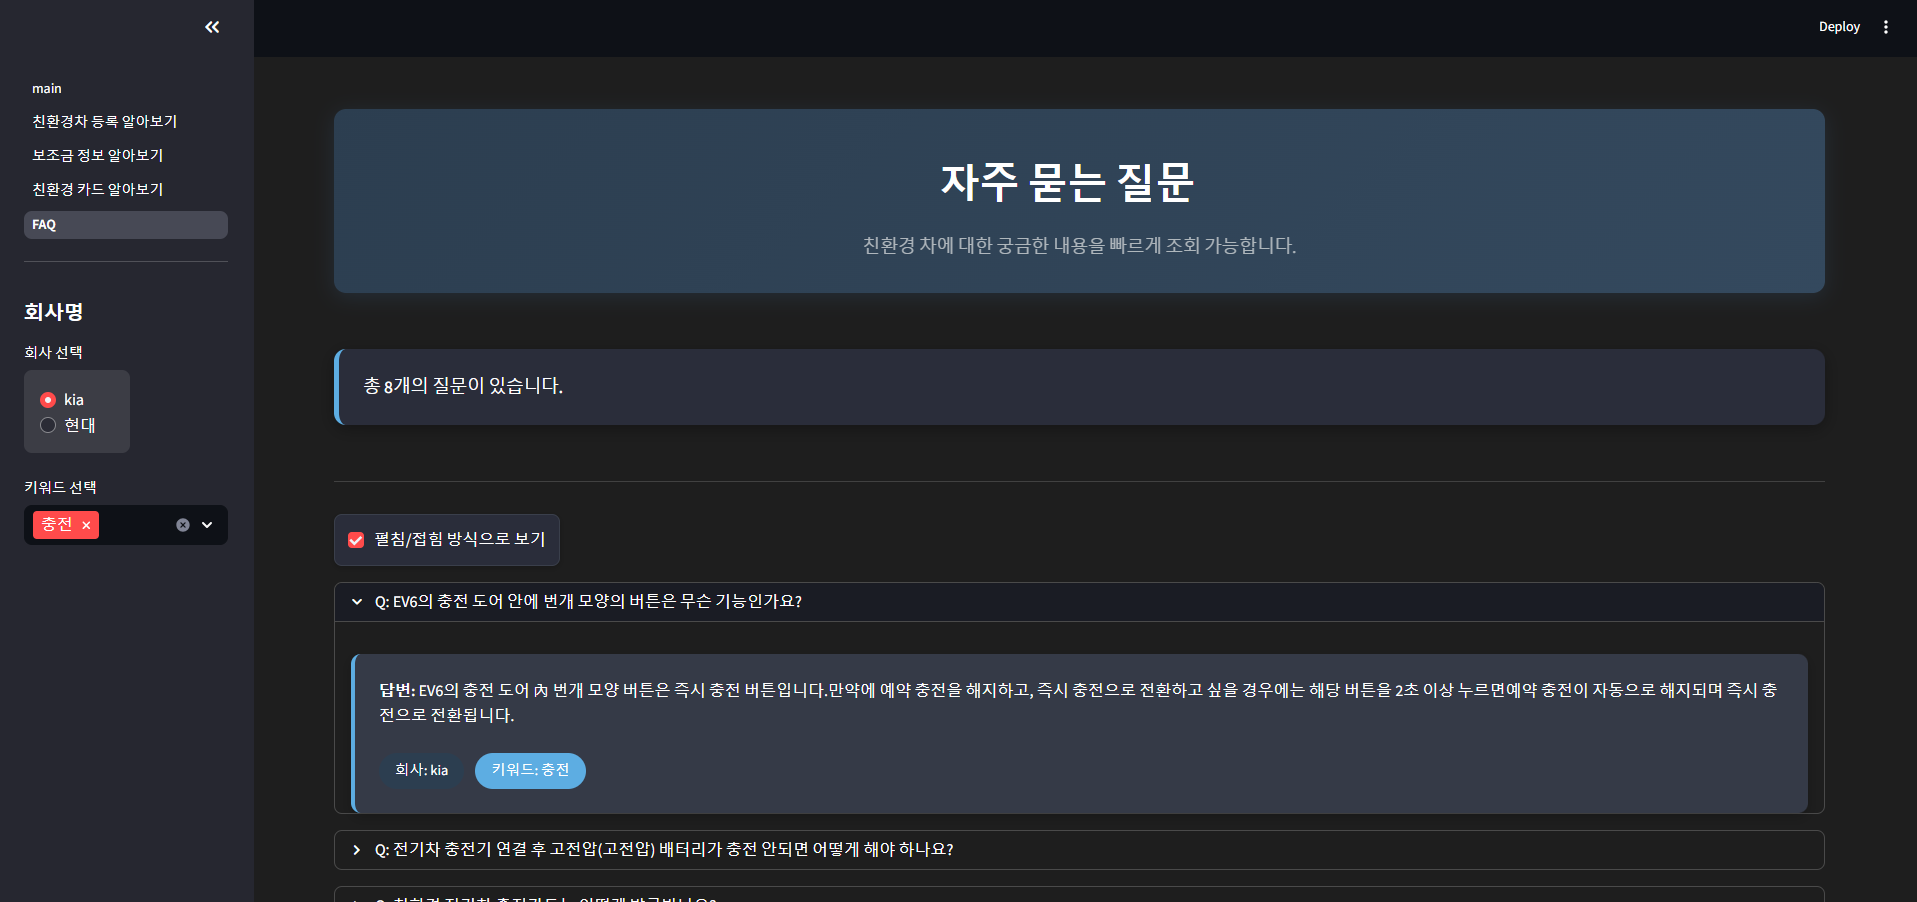 Deploy
main
친환경차 등록 알아보기
보조금 정보 알아보기
친환경 카드 알아보기
FAQ
회사명
회사 선택
kia
현대
키워드 선택
충전
자주 묻는 질문
친환경 차에 대한 궁금한 내용을 빠르게 조회 가능합니다.
총 8개의 질문이 있습니다.
펼침/접힘 방식으로 보기
Q: EV6의 충전 도어 안에 번개 모양의 버튼은 무슨 기능인가요?
답변: EV6의 충전 도어 內 번개 모양 버튼은 즉시 충전 버튼입니다.만약에 예약 충전을 해지하고, 즉시 충전으로 전환하고 싶을 경우에는 해당 버튼을 2초 이상 누르면예약 충전이 자동으로 해지되며 즉시 충
전으로 전환됩니다.
회사: kia
키워드: 충전
Q: 전기차 충전기 연결 후 고전압(고전압) 배터리가 충전 안되면 어떻게 해야 하나요?